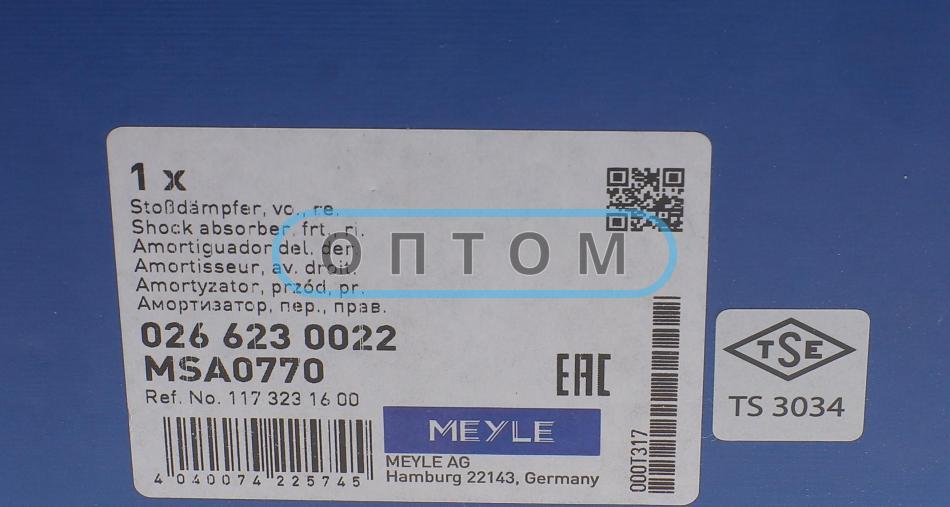 1 x
Stoßdämpfer, vo., re.
Shock absorber, frt., ri.
Amortiguador del. der.
Amortisseur, av. droit.
Amortyzator, przód, pr.
Амортизатор, пер., прав.
ОПТОМ
026 623 0022
MSA0770
Ref. No. 117 323 16 00
EAC
MEYLE
MEYLE AG
Hamburg 22143, Germany
4 040074 225745
000T317
TSE
TS 3034